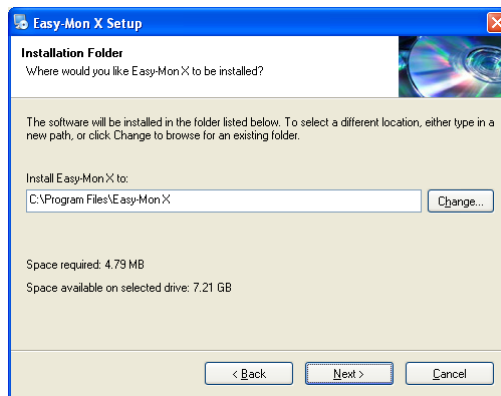 Easy-Mon X Setup
Installation Folder
Where would you like Easy-Mon X to be installed?
The software will be installed in the folder listed below. To select a different location, either type in a
new path, or click Change to browse for an existing folder.
Install Easy-Mon X to:
C:\Program Files\Easy-Mon X
Change...
Space required: 4.79 MB
Space available on selected drive: 7.21 GB
< Back
Next >
Cancel